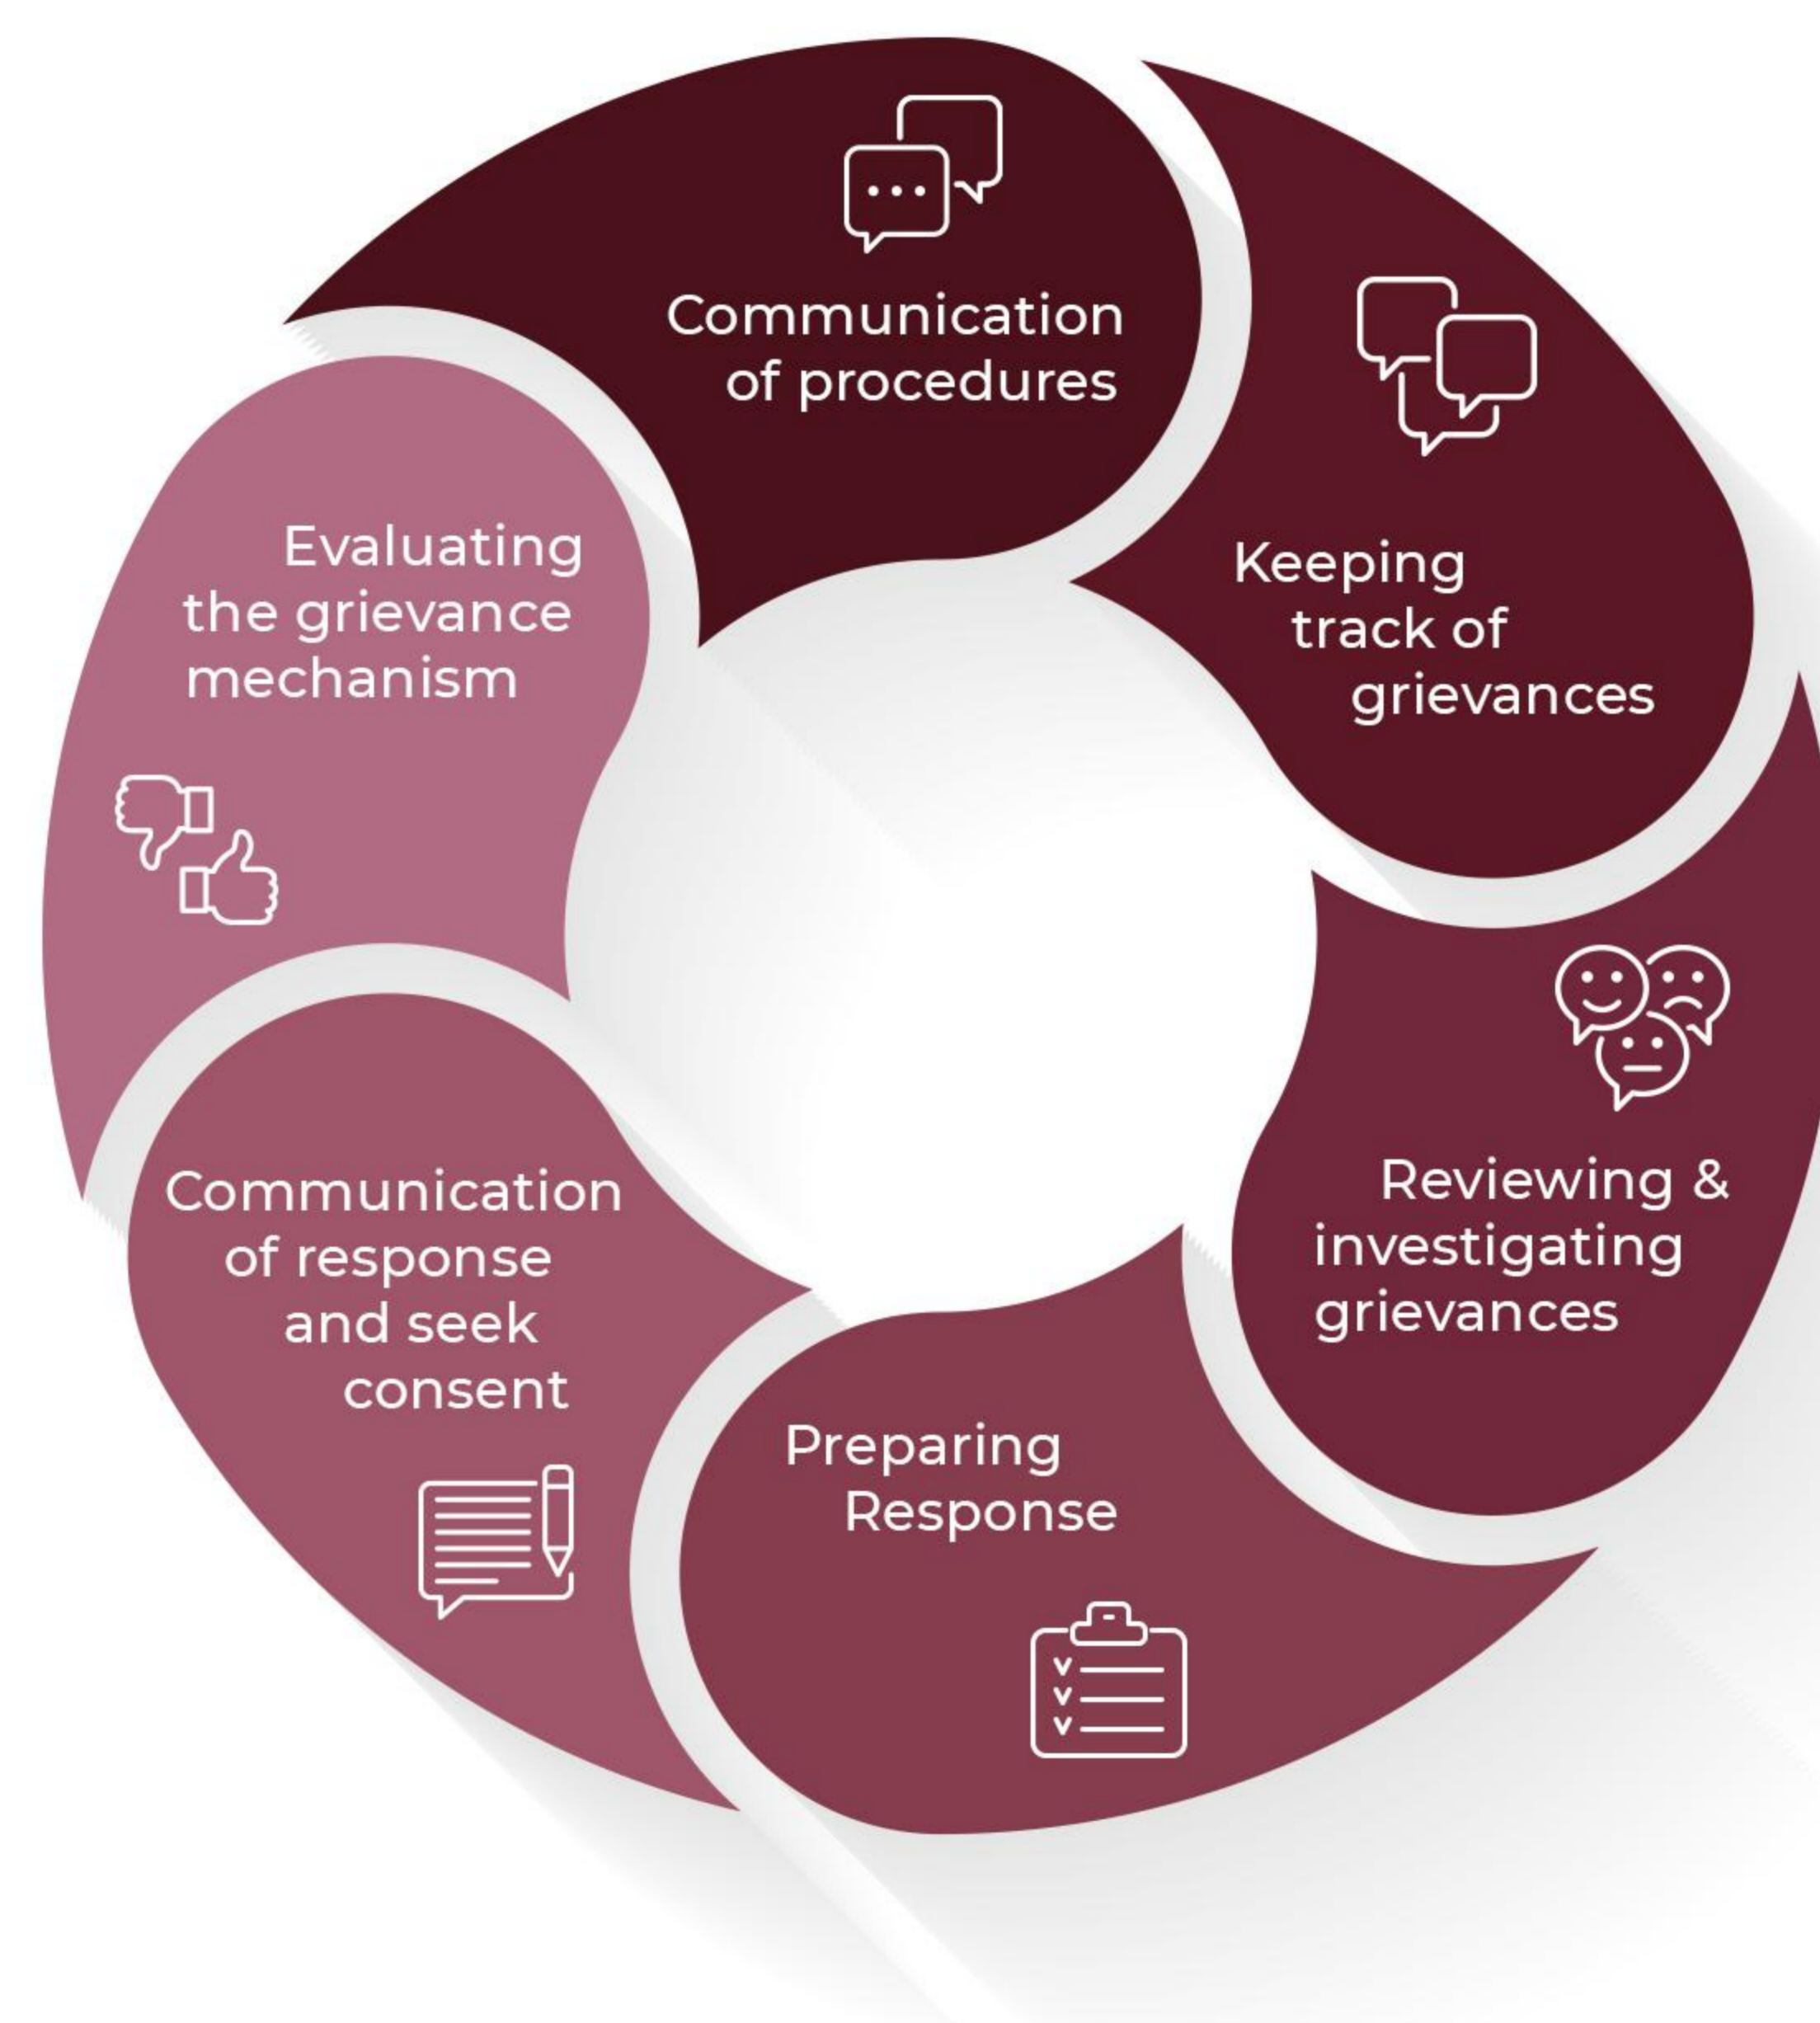 Communication
of procedures
Keeping
track of
grievances
Reviewing &
investigating
grievances
Preparing
Response
Communication
of response
and seek
consent
Evaluating
the grievance
mechanism